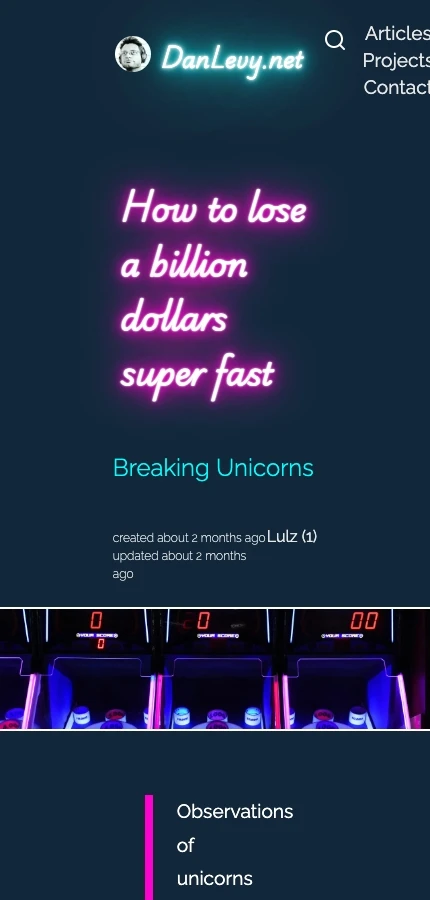 DanLevy.net
Articles
Projects
Contact
How to lose
a billion
dollars
super fast
Breaking Unicorns
created about 2 months ago Lulz (1)
updated about 2 months
ago
0 0 00
YOUR SCORE YOUR SCORE YOUR SCORE
0
Observations
of
unicorns